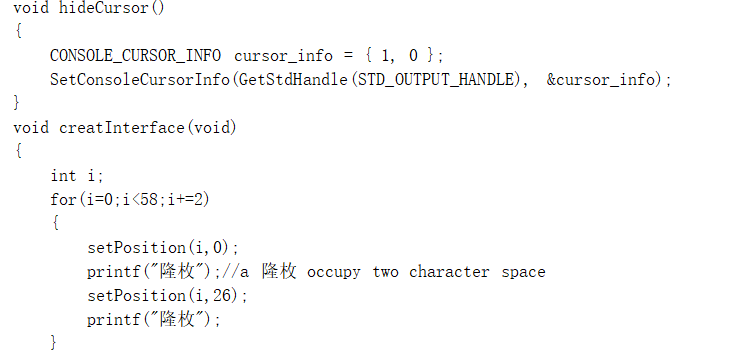 void hideCursor()
{
    CONSOLE_CURSOR_INFO cursor_info = { 1, 0 };
    SetConsoleCursorInfo(GetStdHandle(STD_OUTPUT_HANDLE), &cursor_info);
}
void creatInterface(void)
{
    int i;
    for(i=0;i<58;i+=2)
    {
        setPosition(i,0);
        printf("隆枚");//a 隆枚 occupy two character space
        setPosition(i,26);
        printf("隆枚");
    }